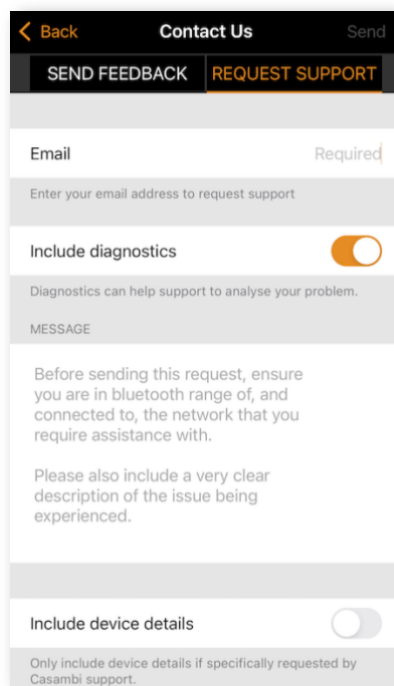 Back Contact Us Send
SEND FEEDBACK REQUEST SUPPORT
Email Required
Enter your email address to request support
Include diagnostics
Diagnostics can help support to analyse your problem.
MESSAGE
Before sending this request, ensure
you are in bluetooth range of, and
connected to, the network that you
require assistance with.
Please also include a very clear
description of the issue being
experienced.
Include device details
Only include device details if specifically requested by
Casambi support.